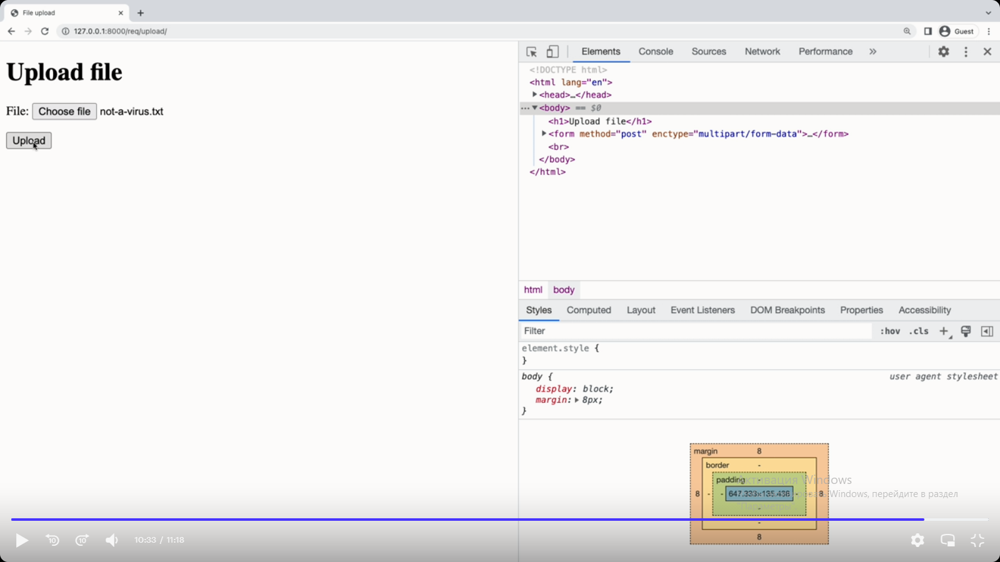 File upload
127.0.0.1:8000/req/upload/
Guest
Upload file
File: Choose file not-a-virus.txt
Upload
Elements Console Sources Network Performance »
<!DOCTYPE html>
<html lang="en">
<head>…</head>
<body> == $0
<h1>Upload file</h1>
<form method="post" enctype="multipart/form-data">…</form>
<br>
</body>
</html>
html body
Styles Computed Layout Event Listeners DOM Breakpoints Properties Accessibility
Filter
:hov .cls
element.style {
}
body {
user agent stylesheet
display: block;
margin: 8px;
}
margin 8
border -
padding -
8 - - 647.333×135.438 - - 8
-
-
8
Активация Windows
Windows, перейдите в раздел
10 10 10:33 / 11:18